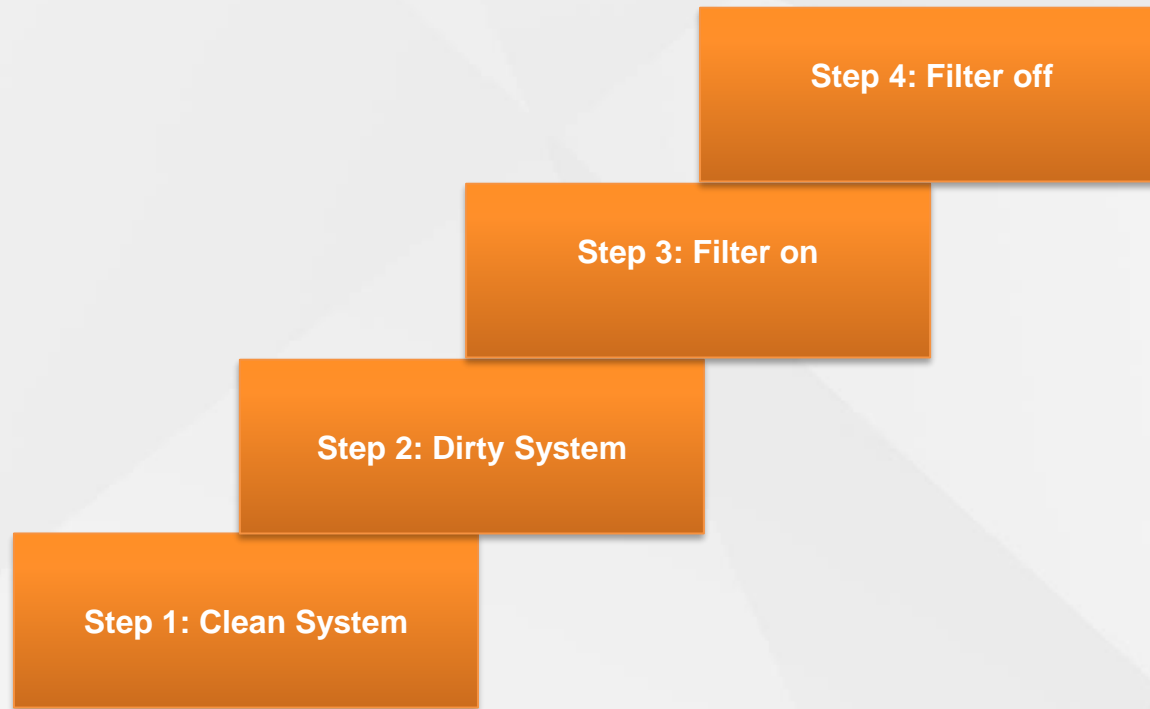 Step 4: Filter off
Step 3: Filter on
Step 2: Dirty System
Step 1: Clean System